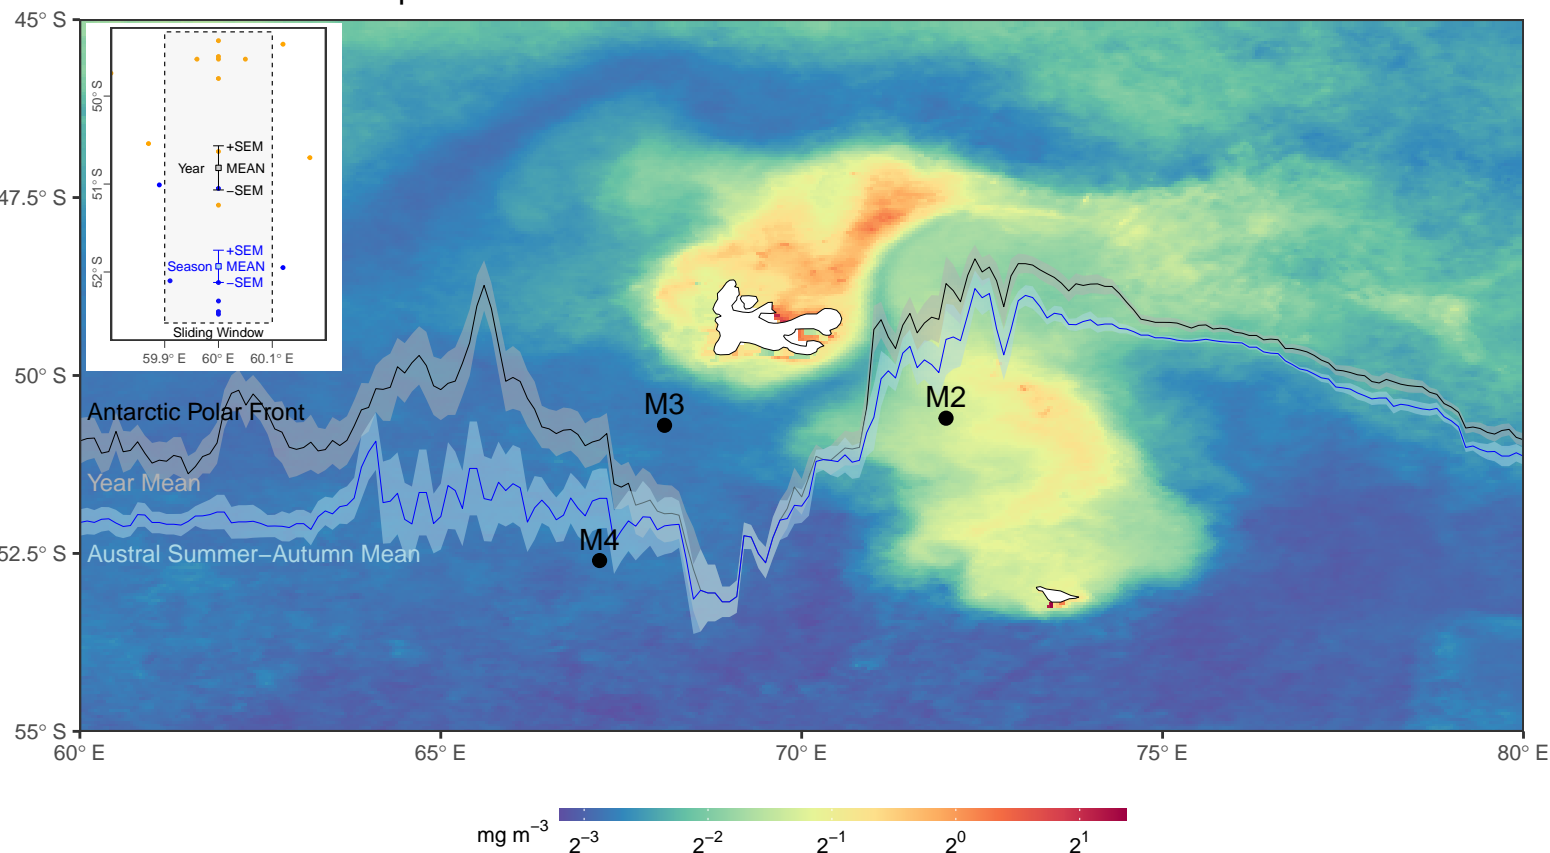 45° S
47.5° S
50° S
52.5° S
55° S
60° E
65° E
70° E
75° E
80° E
50° S
51° S
52° S
59.9° E
60° E
60.1° E
+SEM
Year MEAN
−SEM
+SEM
Season MEAN
−SEM
Sliding Window
Antarctic Polar Front
Year Mean
Austral Summer−Autumn Mean
M3
M2
M4
mg m⁻³
2⁻³
2⁻²
2⁻¹
2⁰
2¹